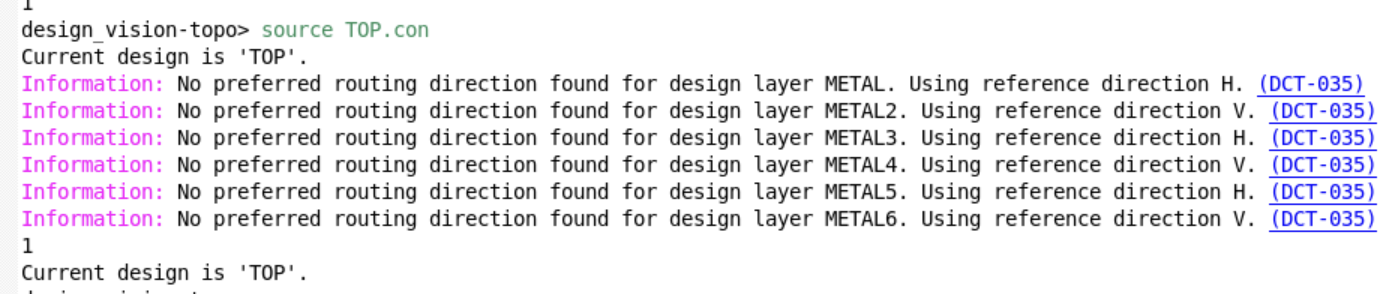 1
design_vision-topo> source TOP.con
Current design is 'TOP'.
Information: No preferred routing direction found for design layer METAL. Using reference direction H. (DCT-035)
Information: No preferred routing direction found for design layer METAL2. Using reference direction V. (DCT-035)
Information: No preferred routing direction found for design layer METAL3. Using reference direction H. (DCT-035)
Information: No preferred routing direction found for design layer METAL4. Using reference direction V. (DCT-035)
Information: No preferred routing direction found for design layer METAL5. Using reference direction H. (DCT-035)
Information: No preferred routing direction found for design layer METAL6. Using reference direction V. (DCT-035)
1
Current design is 'TOP'.